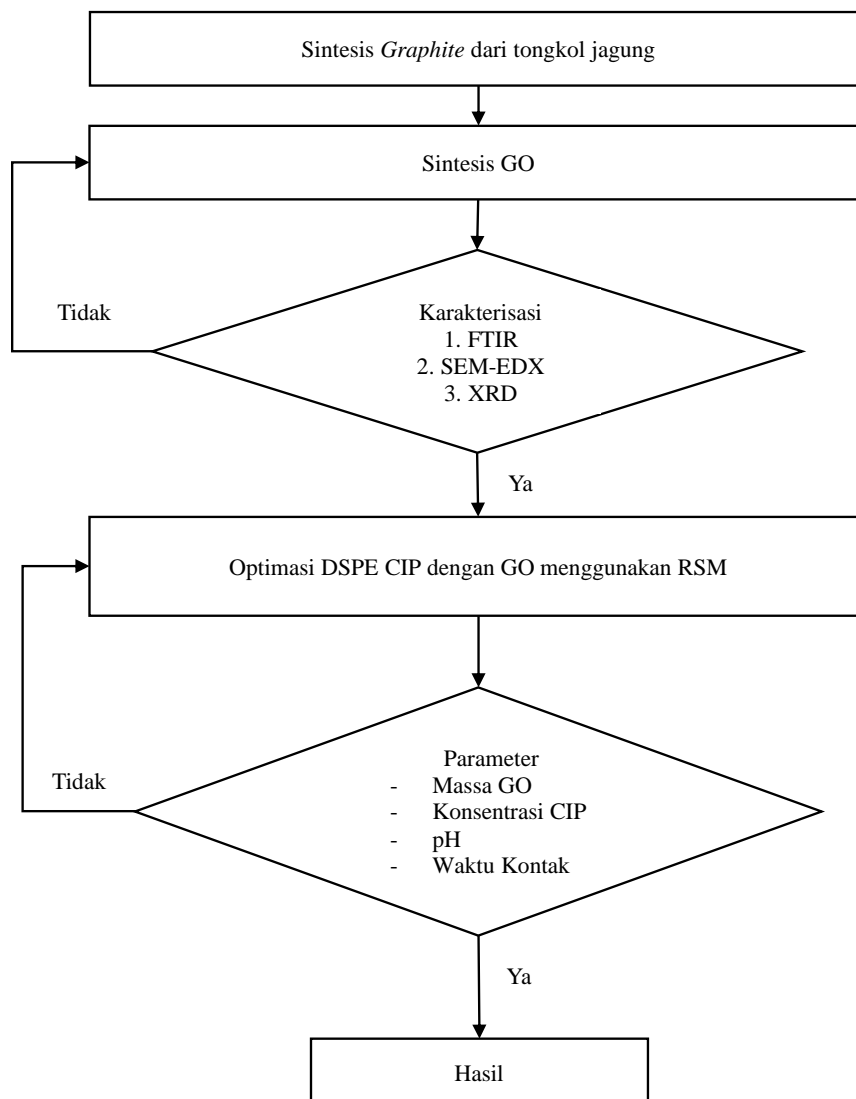 Sintesis Graphite dari tongkol jagung
Sintesis GO
Tidak
Karakterisasi
1. FTIR
2. SEM-EDX
3. XRD
Ya
Optimasi DSPE CIP dengan GO menggunakan RSM
Tidak
Parameter
- Massa GO
- Konsentrasi CIP
- pH
- Waktu Kontak
Ya
Hasil